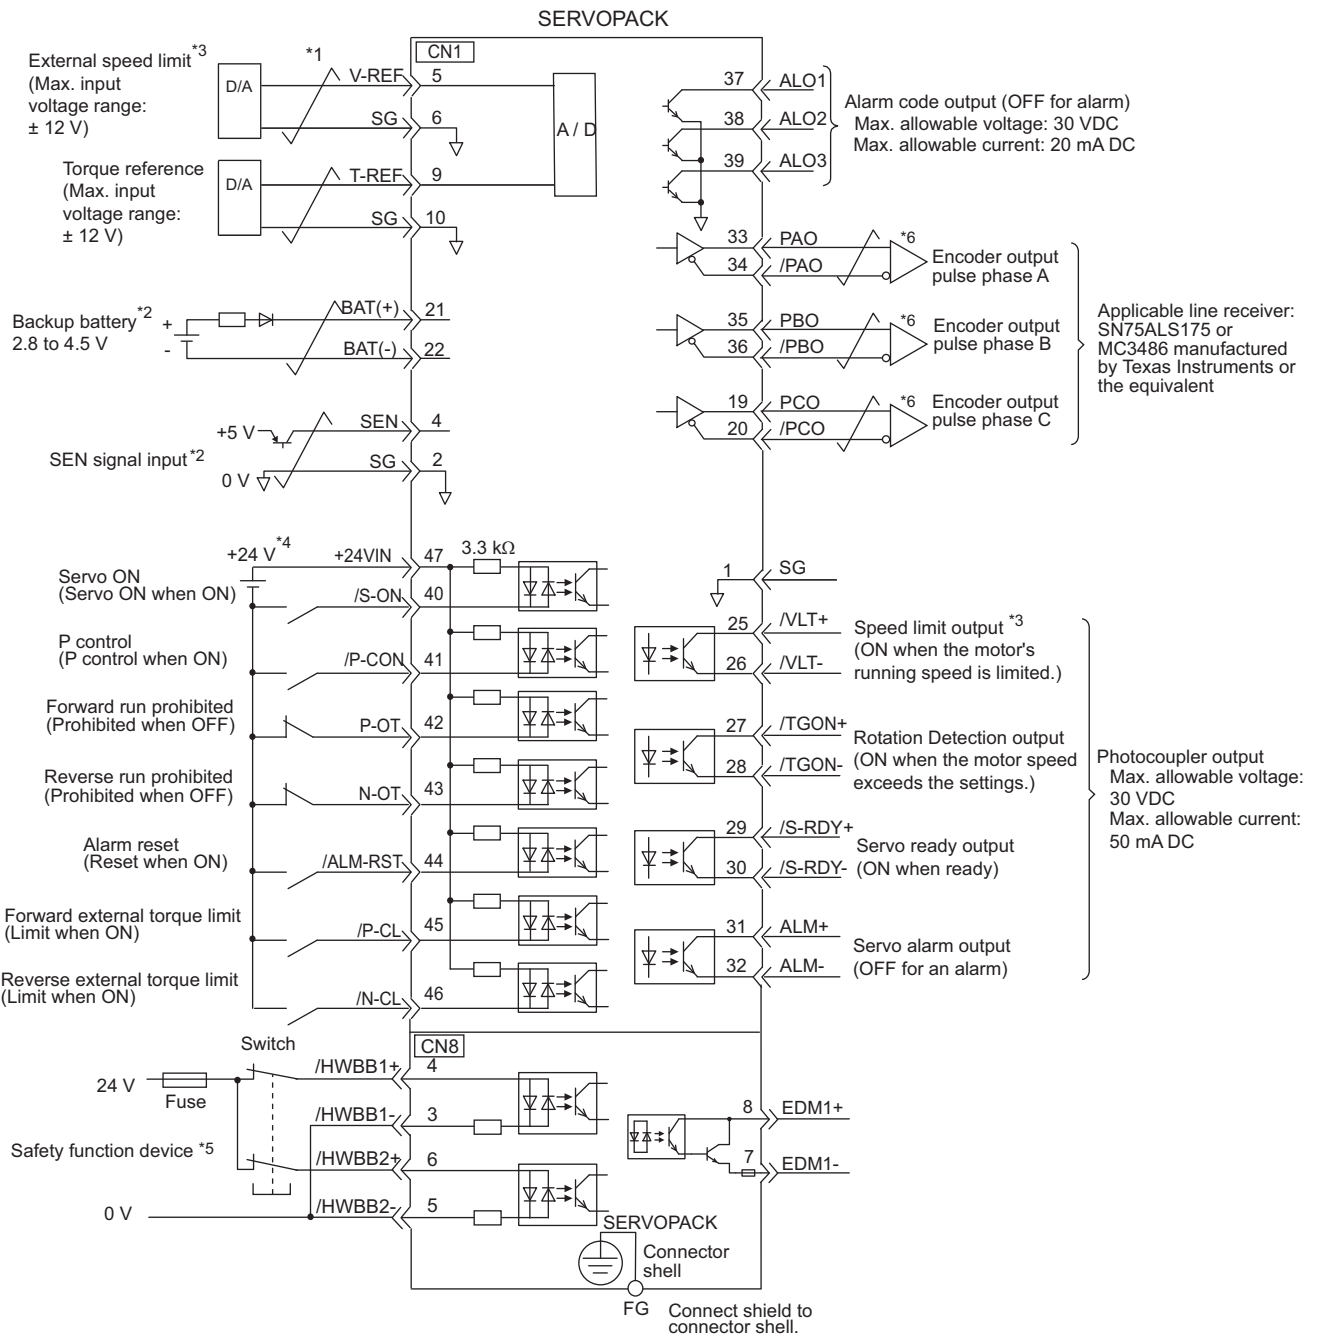 SERVOPACK
CN1
External speed limit*3
(Max. input
voltage range:
± 12 V)
D/A
*1
V-REF
5
SG
6
A / D
Torque reference
(Max. input
voltage range:
± 12 V)
D/A
T-REF
9
SG
10
Backup battery*2
2.8 to 4.5 V
+
-
BAT(+)
21
BAT(-)
22
+5 V
SEN
4
SEN signal input*2
0 V
SG
2
+24 V*4
+24VIN
47
3.3 kΩ
Servo ON
(Servo ON when ON)
/S-ON
40
P control
(P control when ON)
/P-CON
41
Forward run prohibited
(Prohibited when OFF)
P-OT
42
Reverse run prohibited
(Prohibited when OFF)
N-OT
43
Alarm reset
(Reset when ON)
/ALM-RST
44
Forward external torque limit
(Limit when ON)
/P-CL
45
Reverse external torque limit
(Limit when ON)
/N-CL
46
37
ALO1
38
ALO2
39
ALO3
Alarm code output (OFF for alarm)
Max. allowable voltage: 30 VDC
Max. allowable current: 20 mA DC
33
PAO
34
/PAO
*6
Encoder output
pulse phase A
35
PBO
36
/PBO
*6
Encoder output
pulse phase B
19
PCO
20
/PCO
*6
Encoder output
pulse phase C
Applicable line receiver:
SN75ALS175 or
MC3486 manufactured
by Texas Instruments or
the equivalent
1
SG
25
/VLT+
26
/VLT-
Speed limit output *3
(ON when the motor's
running speed is limited.)
27
/TGON+
28
/TGON-
Rotation Detection output
(ON when the motor speed
exceeds the settings.)
29
/S-RDY+
30
/S-RDY-
Servo ready output
(ON when ready)
31
ALM+
32
ALM-
Servo alarm output
(OFF for an alarm)
Photocoupler output
Max. allowable voltage:
30 VDC
Max. allowable current:
50 mA DC
CN8
Switch
24 V
Fuse
/HWBB1+
4
/HWBB1-
3
Safety function device *5
/HWBB2+
6
0 V
/HWBB2-
5
8
EDM1+
7
EDM1-
SERVOPACK
Connector
shell
FG
Connect shield to
connector shell.